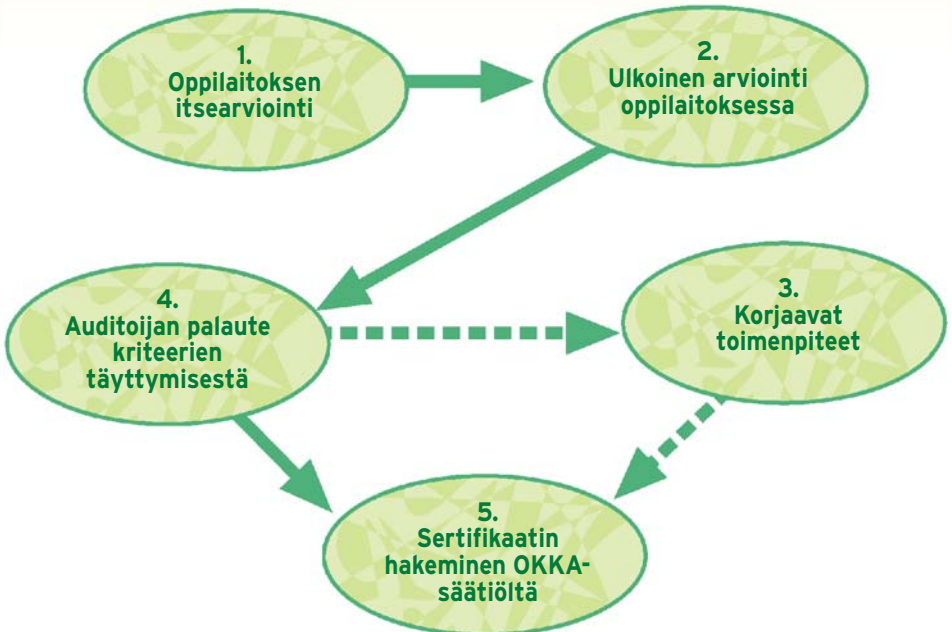 1.
Oppilaitoksen
itsearviointi
2.
Ulkoinen arviointi
oppilaitoksessa
4.
Auditoijan palaute
kriteerien
täyttymisestä
3.
Korjaavat
toimenpiteet
5.
Sertifikaatin
hakeminen OKKA-
säätiöltä